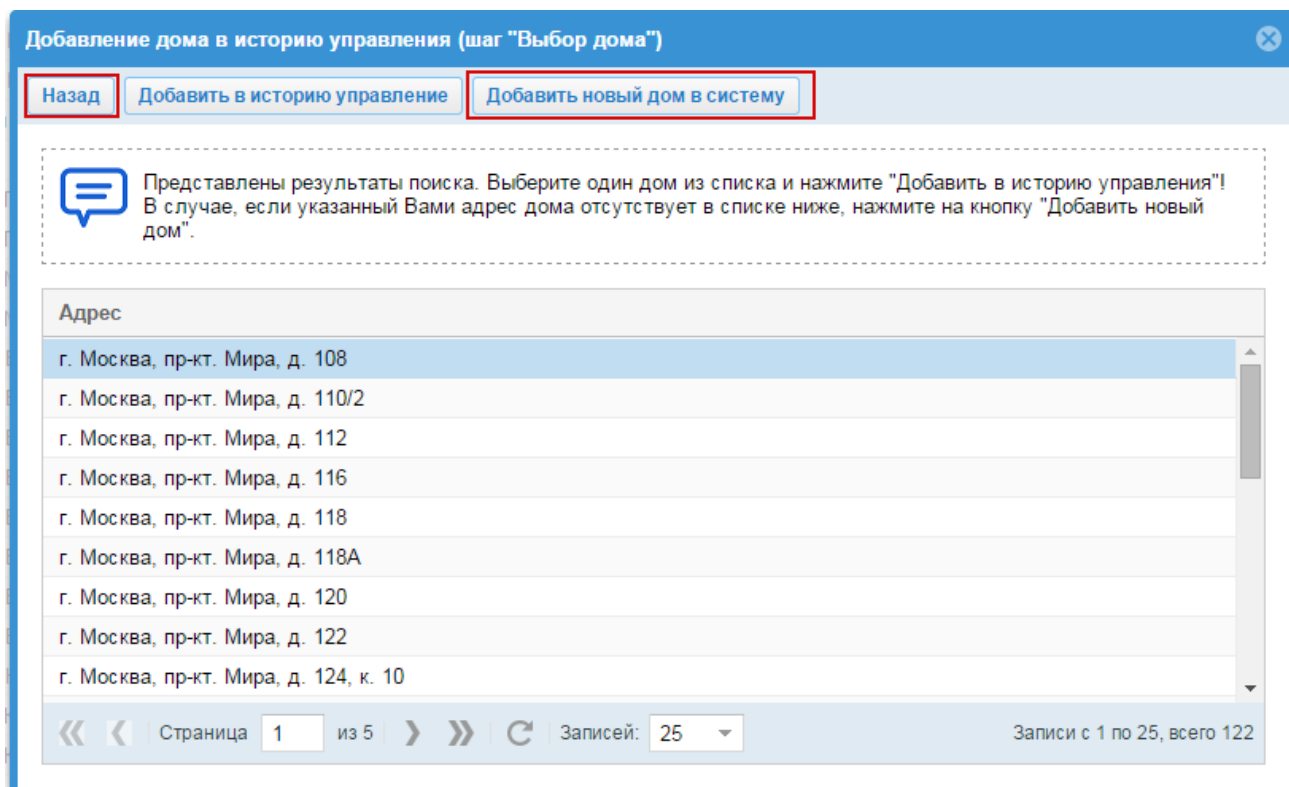 Добавление дома в историю управления (шаг "Выбор дома")
Назад Добавить в историю управление Добавить новый дом в систему
Представлены результаты поиска. Выберите один дом из списка и нажмите "Добавить в историю управления"!
В случае, если указанный Вами адрес дома отсутствует в списке ниже, нажмите на кнопку "Добавить новый
дом".
Адрес
г. Москва, пр-кт. Мира, д. 108
г. Москва, пр-кт. Мира, д. 110/2
г. Москва, пр-кт. Мира, д. 112
г. Москва, пр-кт. Мира, д. 116
г. Москва, пр-кт. Мира, д. 118
г. Москва, пр-кт. Мира, д. 118А
г. Москва, пр-кт. Мира, д. 120
г. Москва, пр-кт. Мира, д. 122
г. Москва, пр-кт. Мира, д. 124, к. 10
Страница 1 из 5 Записей: 25 Записи с 1 по 25, всего 122